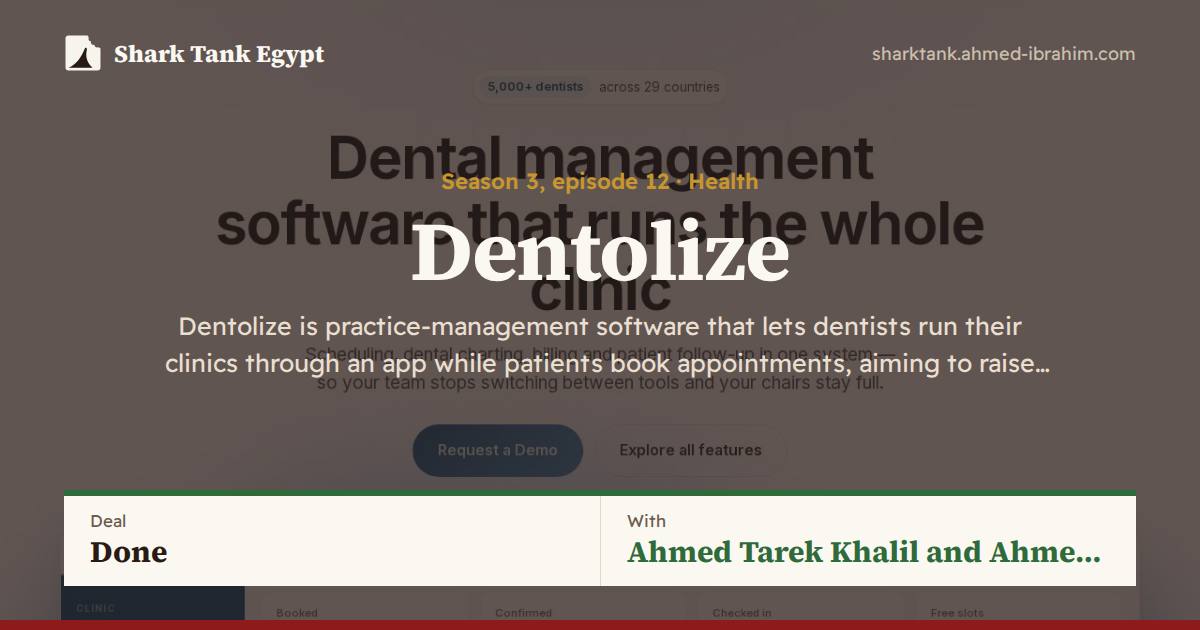 Shark Tank Egypt
sharktank.ahmed-ibrahim.com
5,000+ dentists across 29 countries
Dental management
Season 3, episode 12 · Health
software that runs the whole
Dentolize
clinic
Dentolize is practice-management software that lets dentists run their
Scheduling, dental charting, billing and patient follow-up in one system—
clinics through an app while patients book appointments, aiming to raise...
so your team stops switching between tools and your chairs stay full.
Request a Demo
Explore all features
Deal
Done
With
Ahmed Tarek Khalil and Ahme...
CLINIC
Booked
Confirmed
Checked in
Free slots